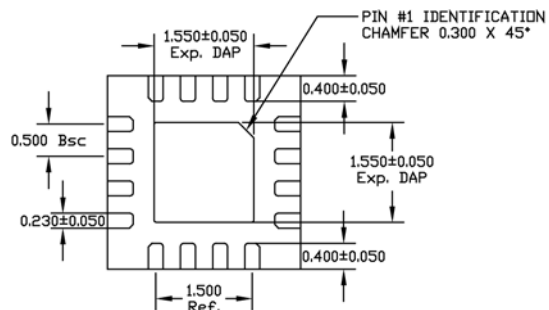 PIN #1 IDENTIFICATION
CHAMFER 0.300 X 45°
1.550±0.050
Exp. DAP
0.400±0.050
0.500 Bsc
1.550±0.050
Exp. DAP
0.230±0.050
0.400±0.050
1.500
Ref.